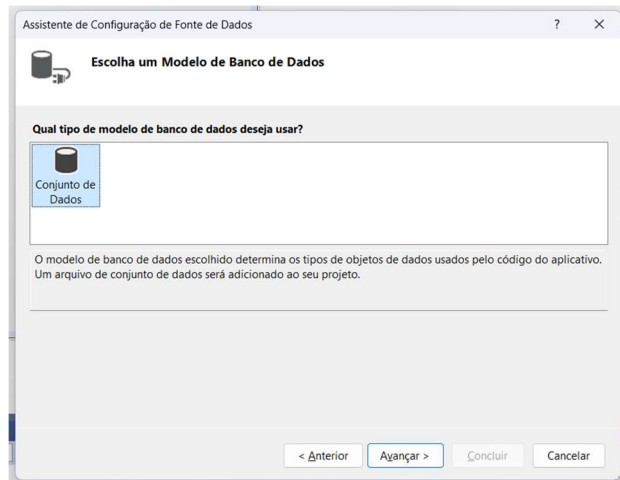 Assistente de Configuração de Fonte de Dados
Escolha um Modelo de Banco de Dados
Qual tipo de modelo de banco de dados deseja usar?
Conjunto de
Dados
O modelo de banco de dados escolhido determina os tipos de objetos de dados usados pelo código do aplicativo.
Um arquivo de conjunto de dados será adicionado ao seu projeto.
< Anterior
Avançar >
Concluir
Cancelar